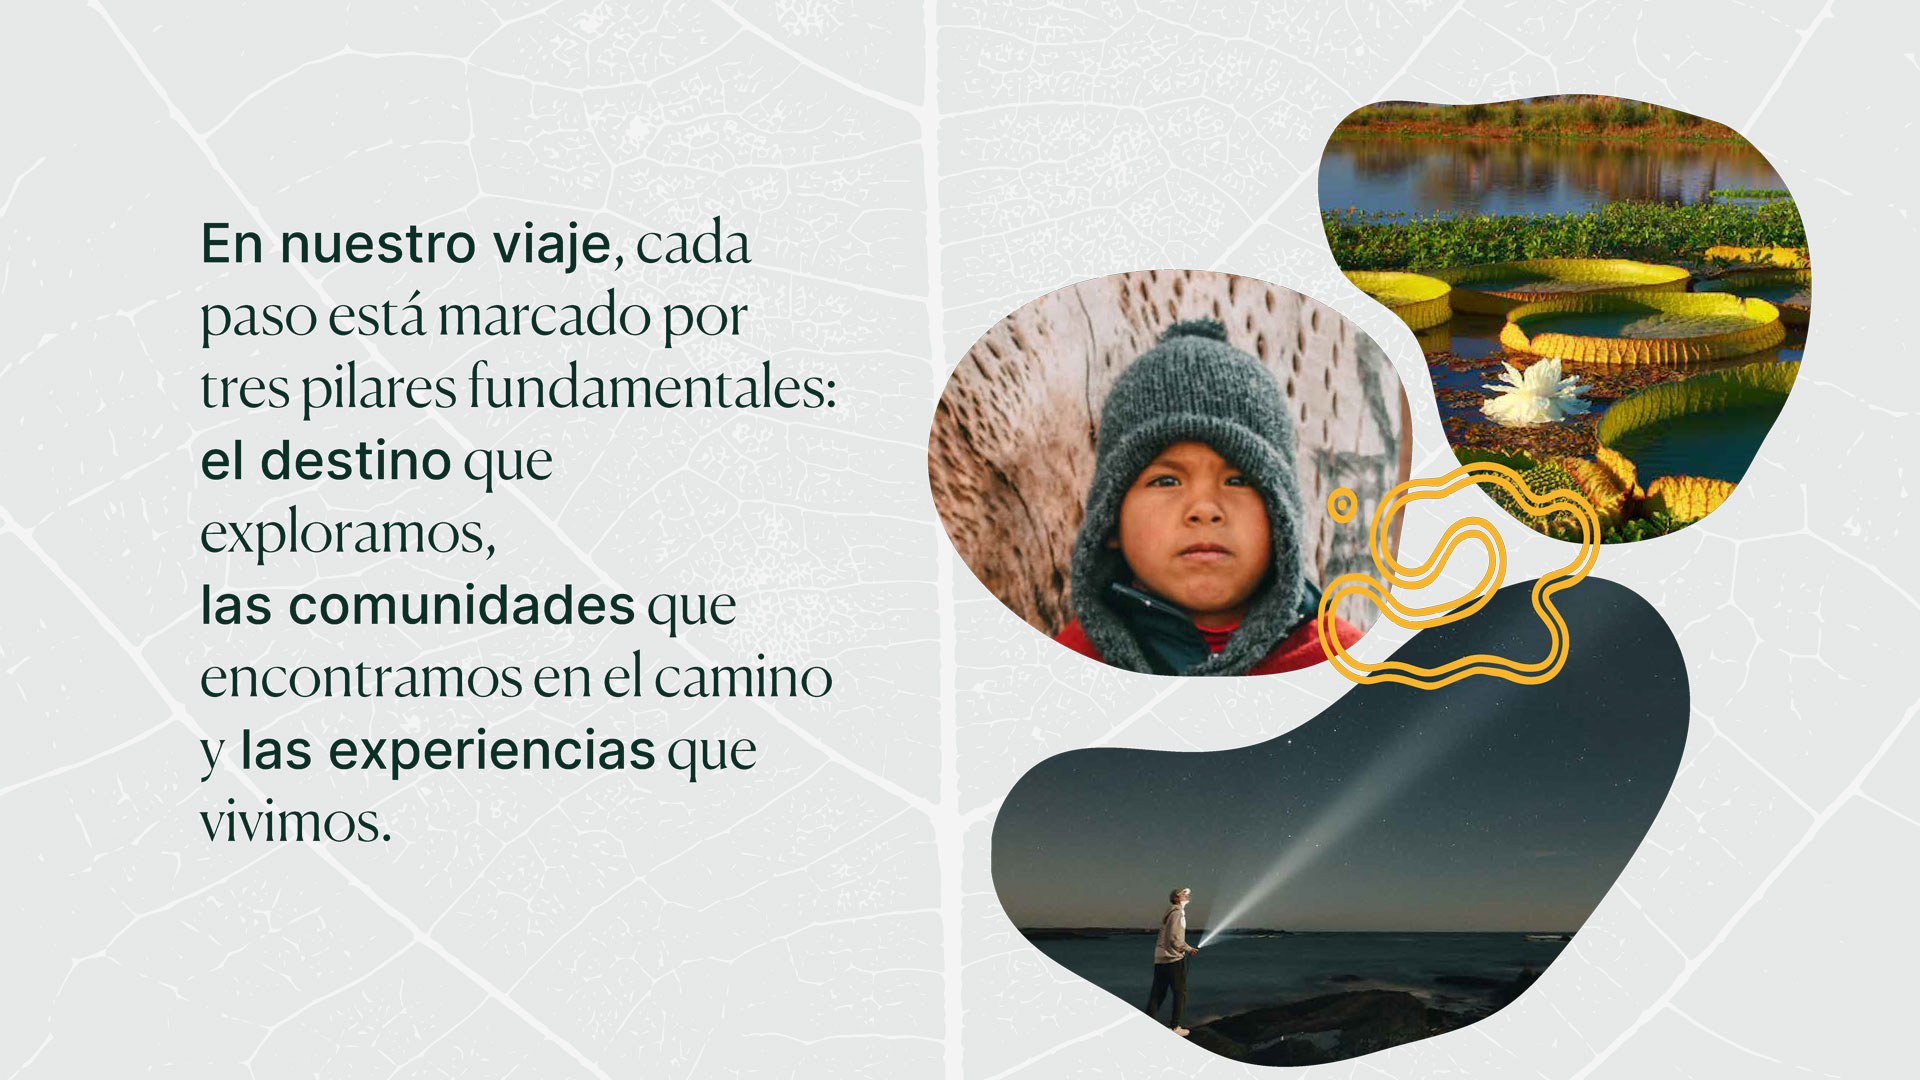 En nuestro viaje, cada
paso está marcado por
tres pilares fundamentales:
el destino que
exploramos,
las comunidades que
encontramos en el camino
y las experiencias que
vivimos.